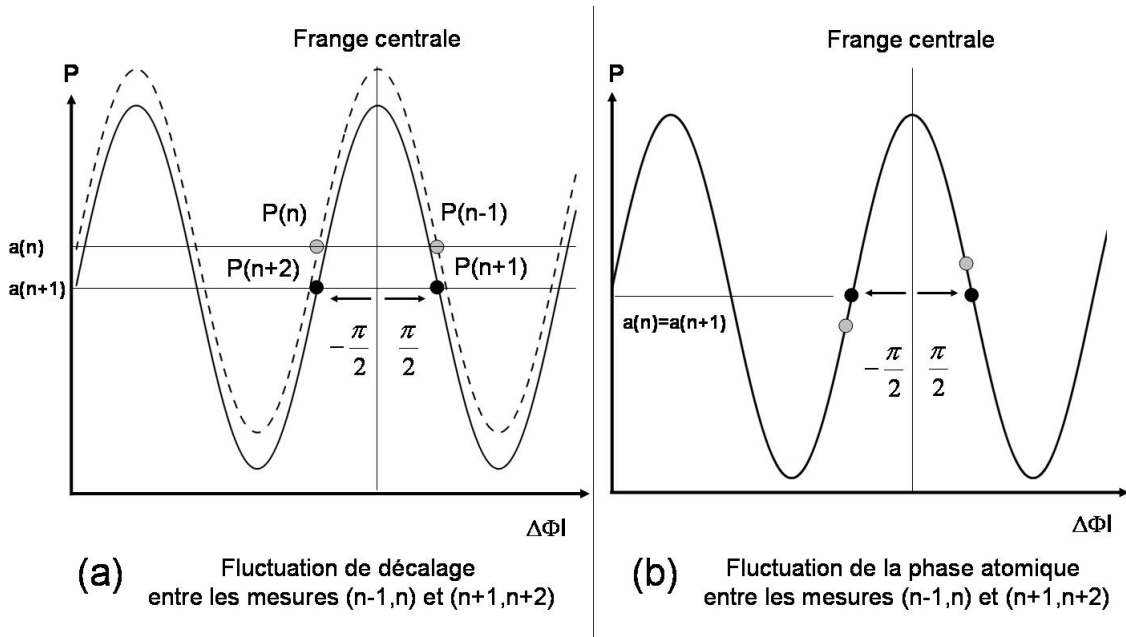 Frange centrale
P
P(n)
P(n-1)
a(n)
P(n+2)
P(n+1)
a(n+1)
-π/2
π/2
ΔΦl
(a)
Fluctuation de décalage
entre les mesures (n-1,n) et (n+1,n+2)
Frange centrale
P
a(n)=a(n+1)
-π/2
π/2
ΔΦl
(b)
Fluctuation de la phase atomique
entre les mesures (n-1,n) et (n+1,n+2)